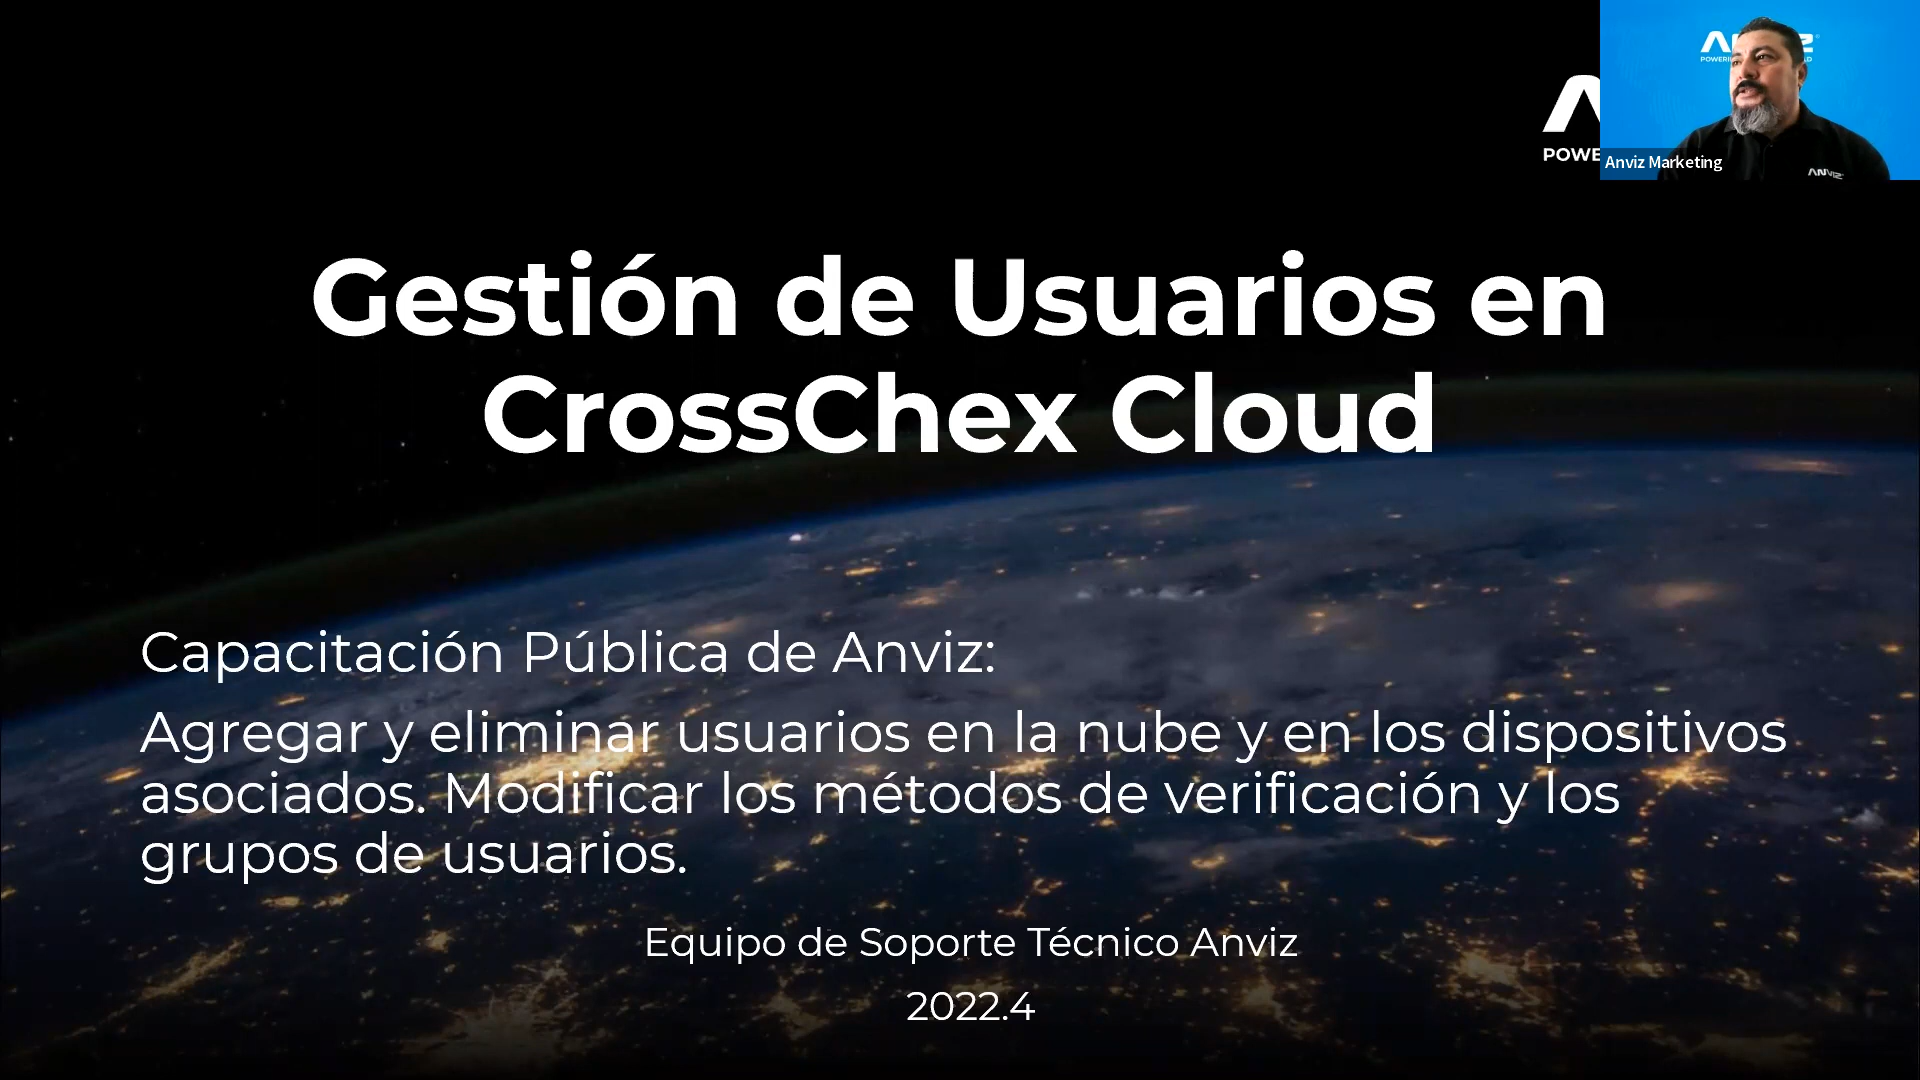 Anviz Marketing
ANVIZ
POWE
Gestión de Usuarios en
CrossChex Cloud
Capacitación Pública de Anviz:
Agregar y eliminar usuarios en la nube y en los dispositivos
asociados. Modificar los métodos de verificación y los
grupos de usuarios.
Equipo de Soporte Técnico Anviz
2022.4